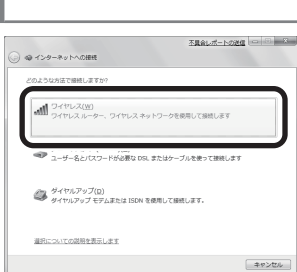 不具合レポートの送信
インターネットへの接続
どのような方法で接続しますか?
ワイヤレス(W)
ワイヤレス ルーター、ワイヤレス ネットワークを使用して接続します
ユーザー名とパスワードが必要な DSL またはケーブルを使って接続します
ダイヤルアップ(D)
ダイヤルアップ モデムまたは ISDN を使用して接続します。
選択についての説明を表示します
キャンセル